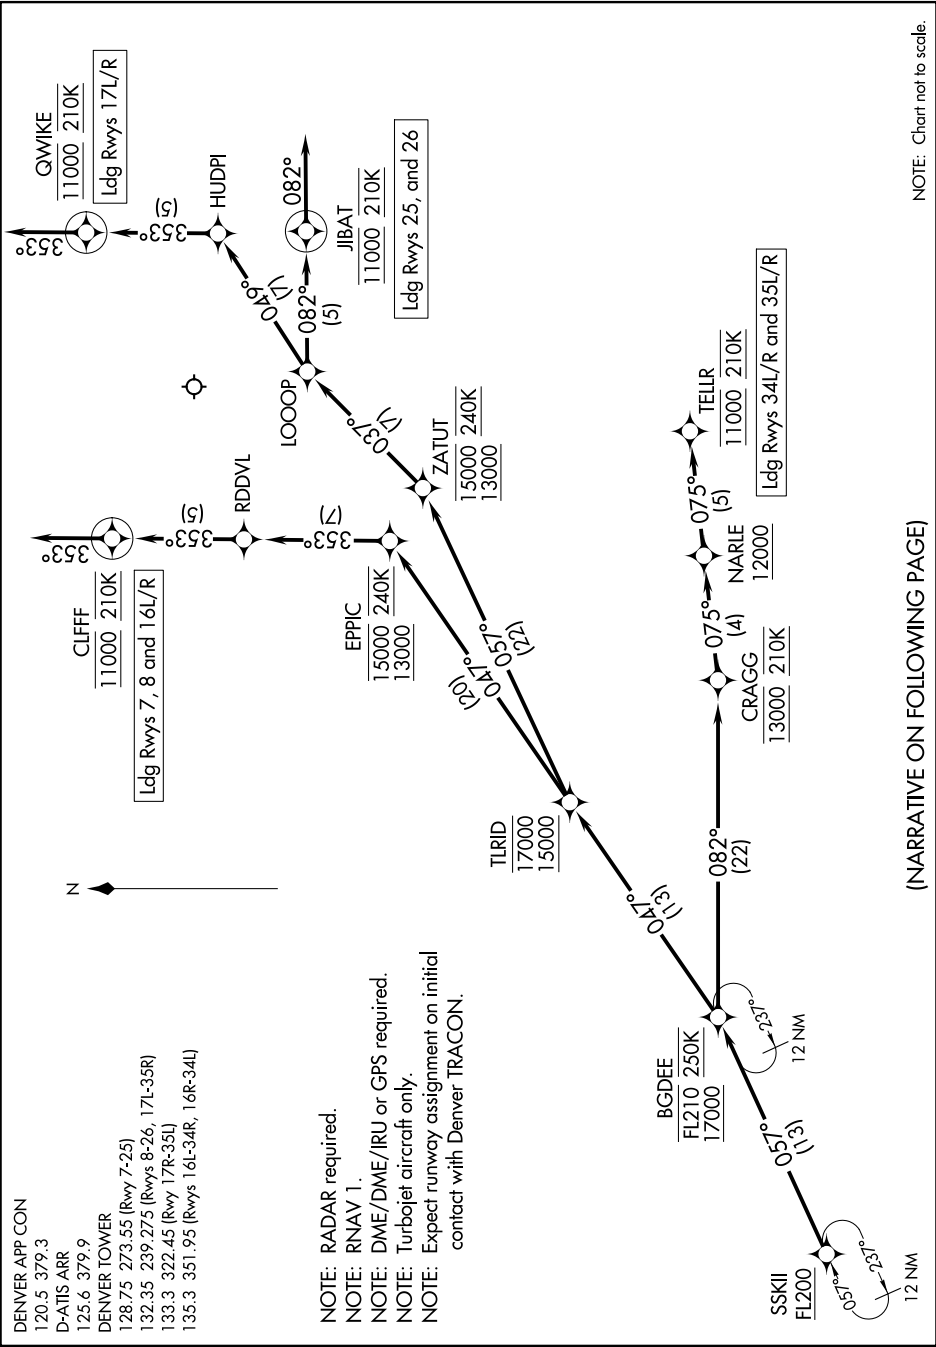 DENVER APP CON
120.5 379.3
D-ATIS ARR
125.6 379.9
DENVER TOWER
128.75 273.55 (Rwy 7-25)
132.35 239.275 (Rwys 8-26, 17L-35R)
133.3 322.45 (Rwy 17R-35L)
135.3 351.95 (Rwys 16L-34R, 16R-34L)
NOTE: RADAR required.
NOTE: RNAV 1.
NOTE: DME/DME/IRU or GPS required.
NOTE: Turbojet aircraft only.
NOTE: Expect runway assignment on initial
contact with Denver TRACON.
N
353°
CLFFF
11000 210K
Ldg Rwys 7, 8 and 16L/R
353°
(5)
RDDVL
353°
(7)
EPPIC
15000 240K
13000
353°
QWIKE
11000 210K
Ldg Rwys 17L/R
353°
(5)
HUDPI
049°
(7)
LOOOP
082°
(5)
082°
JIBAT
11000 210K
Ldg Rwys 25, and 26
037°
(7)
ZATUT
15000 240K
13000
047°
(20)
057°
(22)
TLRID
17000
15000
047°
(13)
BGDEE
FL210 250K
17000
237°
12 NM
082°
(22)
CRAGG
13000 210K
075°
(4)
NARLE
12000
075°
(5)
TELLR
11000 210K
Ldg Rwys 34L/R and 35L/R
057°
(13)
SSKII
FL200
057°
237°
12 NM
(NARRATIVE ON FOLLOWING PAGE)
NOTE: Chart not to scale.